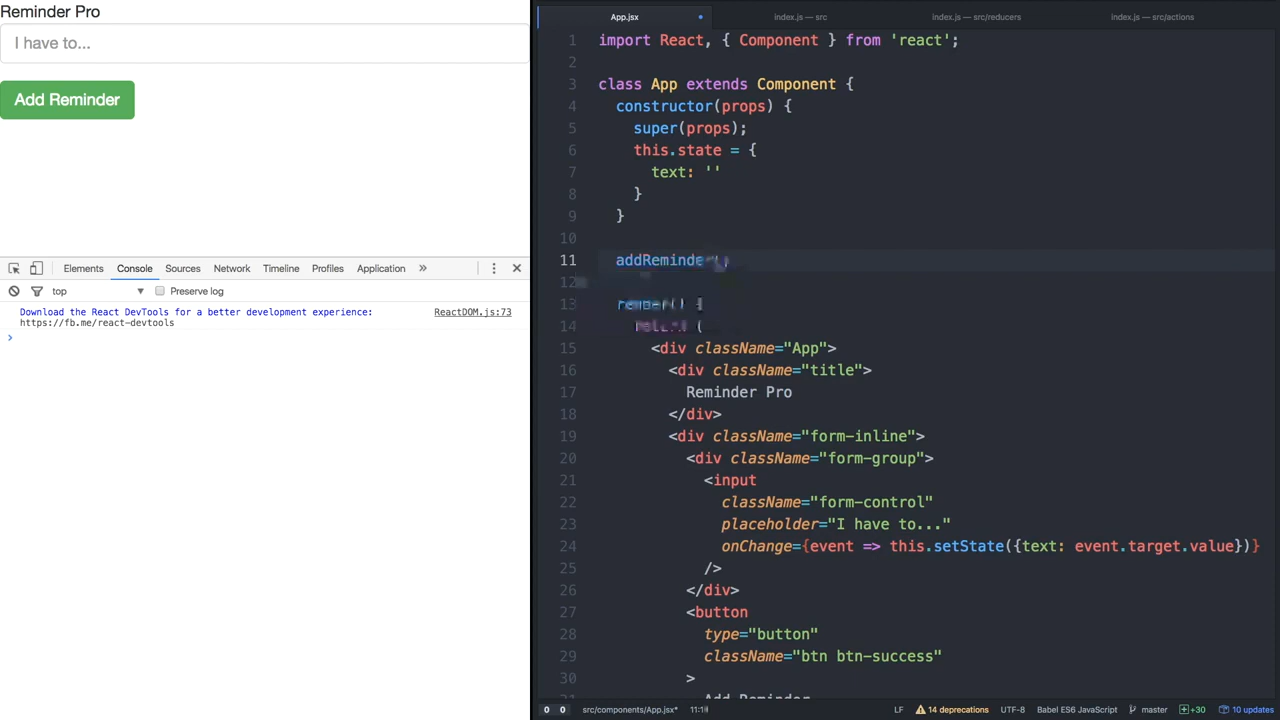 Reminder Pro
I have to...
Add Reminder
Elements Console Sources Network Timeline Profiles Application »
top ▼ Preserve log
Download the React DevTools for a better development experience: ReactDOM.js:73
https://fb.me/react-devtools
>
App.jsx index.js — src index.js — src/reducers index.js — src/actions
1 import React, { Component } from 'react';
2
3 class App extends Component {
4 constructor(props) {
5 super(props);
6 this.state = {
7 text: ''
8 }
9 }
10
11 addReminder
12
13 render() {
14 return (
15 <div className="App">
16 <div className="title">
17 Reminder Pro
18 </div>
19 <div className="form-inline">
20 <div className="form-group">
21 <input
22 className="form-control"
23 placeholder="I have to..."
24 onChange={event => this.setState({text: event.target.value})}
25 />
26 </div>
27 <button
28 type="button"
29 className="btn btn-success"
30 >
31 Add Reminder
0 0 src/components/App.jsx* LF 14 deprecations UTF-8 Babel ES6 JavaScript master +30 10 updates